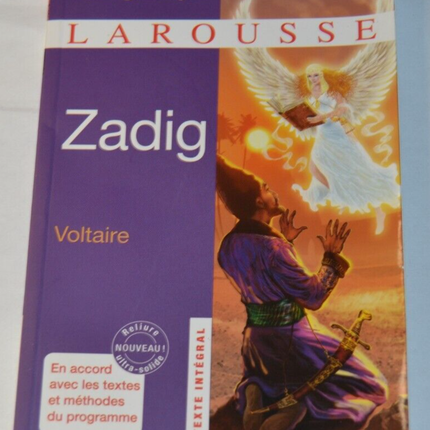 LAROUSSE
Zadig
Voltaire
Reliure
NOUVEAU !
ultra-solide
En accord
avec les textes
et méthodes
du programme
TEXTE INTÉGRAL